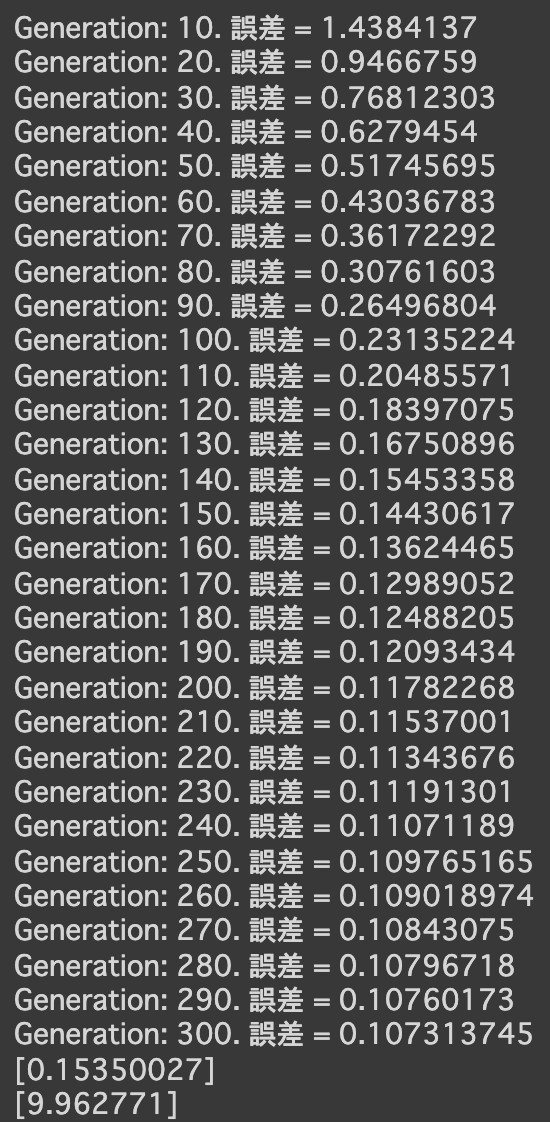 Generation: 10. 誤差 = 1.4384137
Generation: 20. 誤差 = 0.9466759
Generation: 30. 誤差 = 0.76812303
Generation: 40. 誤差 = 0.6279454
Generation: 50. 誤差 = 0.51745695
Generation: 60. 誤差 = 0.43036783
Generation: 70. 誤差 = 0.36172292
Generation: 80. 誤差 = 0.30761603
Generation: 90. 誤差 = 0.26496804
Generation: 100. 誤差 = 0.23135224
Generation: 110. 誤差 = 0.20485571
Generation: 120. 誤差 = 0.18397075
Generation: 130. 誤差 = 0.16750896
Generation: 140. 誤差 = 0.15453358
Generation: 150. 誤差 = 0.14430617
Generation: 160. 誤差 = 0.13624465
Generation: 170. 誤差 = 0.12989052
Generation: 180. 誤差 = 0.12488205
Generation: 190. 誤差 = 0.12093434
Generation: 200. 誤差 = 0.11782268
Generation: 210. 誤差 = 0.11537001
Generation: 220. 誤差 = 0.11343676
Generation: 230. 誤差 = 0.11191301
Generation: 240. 誤差 = 0.11071189
Generation: 250. 誤差 = 0.109765165
Generation: 260. 誤差 = 0.109018974
Generation: 270. 誤差 = 0.10843075
Generation: 280. 誤差 = 0.10796718
Generation: 290. 誤差 = 0.10760173
Generation: 300. 誤差 = 0.107313745
[0.15350027]
[9.962771]